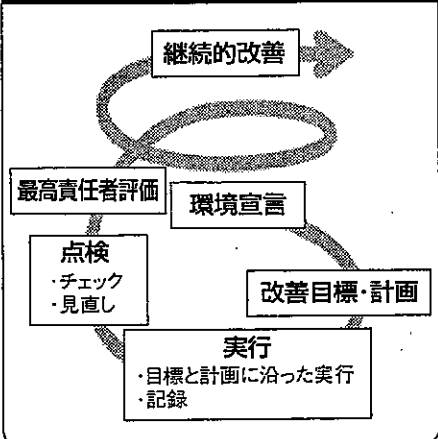 継続的改善
最高責任者評価
環境宣言
点検
・チェック
・見直し
改善目標・計画
実行
・目標と計画に沿った実行
・記録